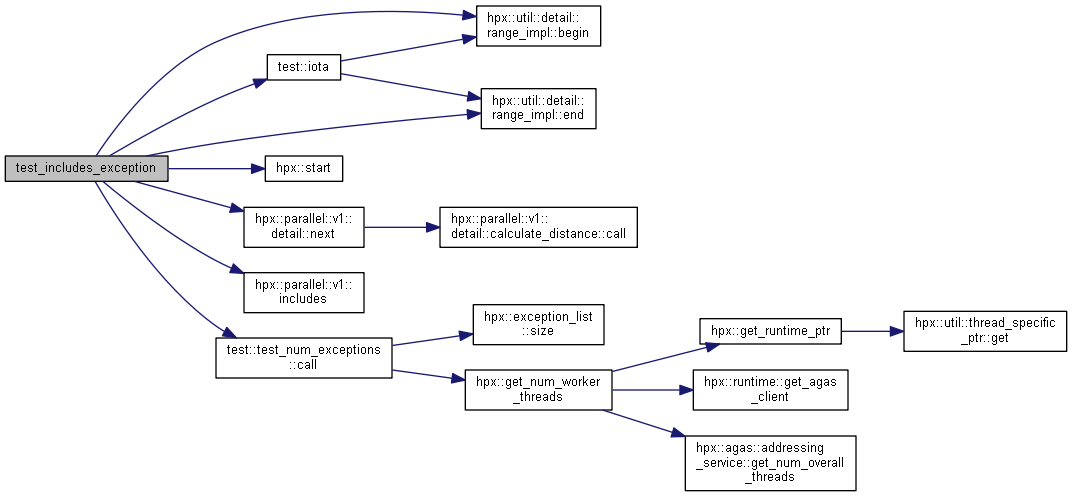 hpx::util::detail::
range_impl::begin
test::iota
hpx::util::detail::
range_impl::end
test_includes_exception
hpx::start
hpx::parallel::v1::
detail::next
hpx::parallel::v1::
detail::calculate_distance::call
hpx::parallel::v1::
includes
hpx::exception_list
::size
test::test_num_exceptions
::call
hpx::get_num_worker
_threads
hpx::get_runtime_ptr
hpx::util::thread_specific
_ptr::get
hpx::runtime::get_agas
_client
hpx::agas::addressing
_service::get_num_overall
_threads